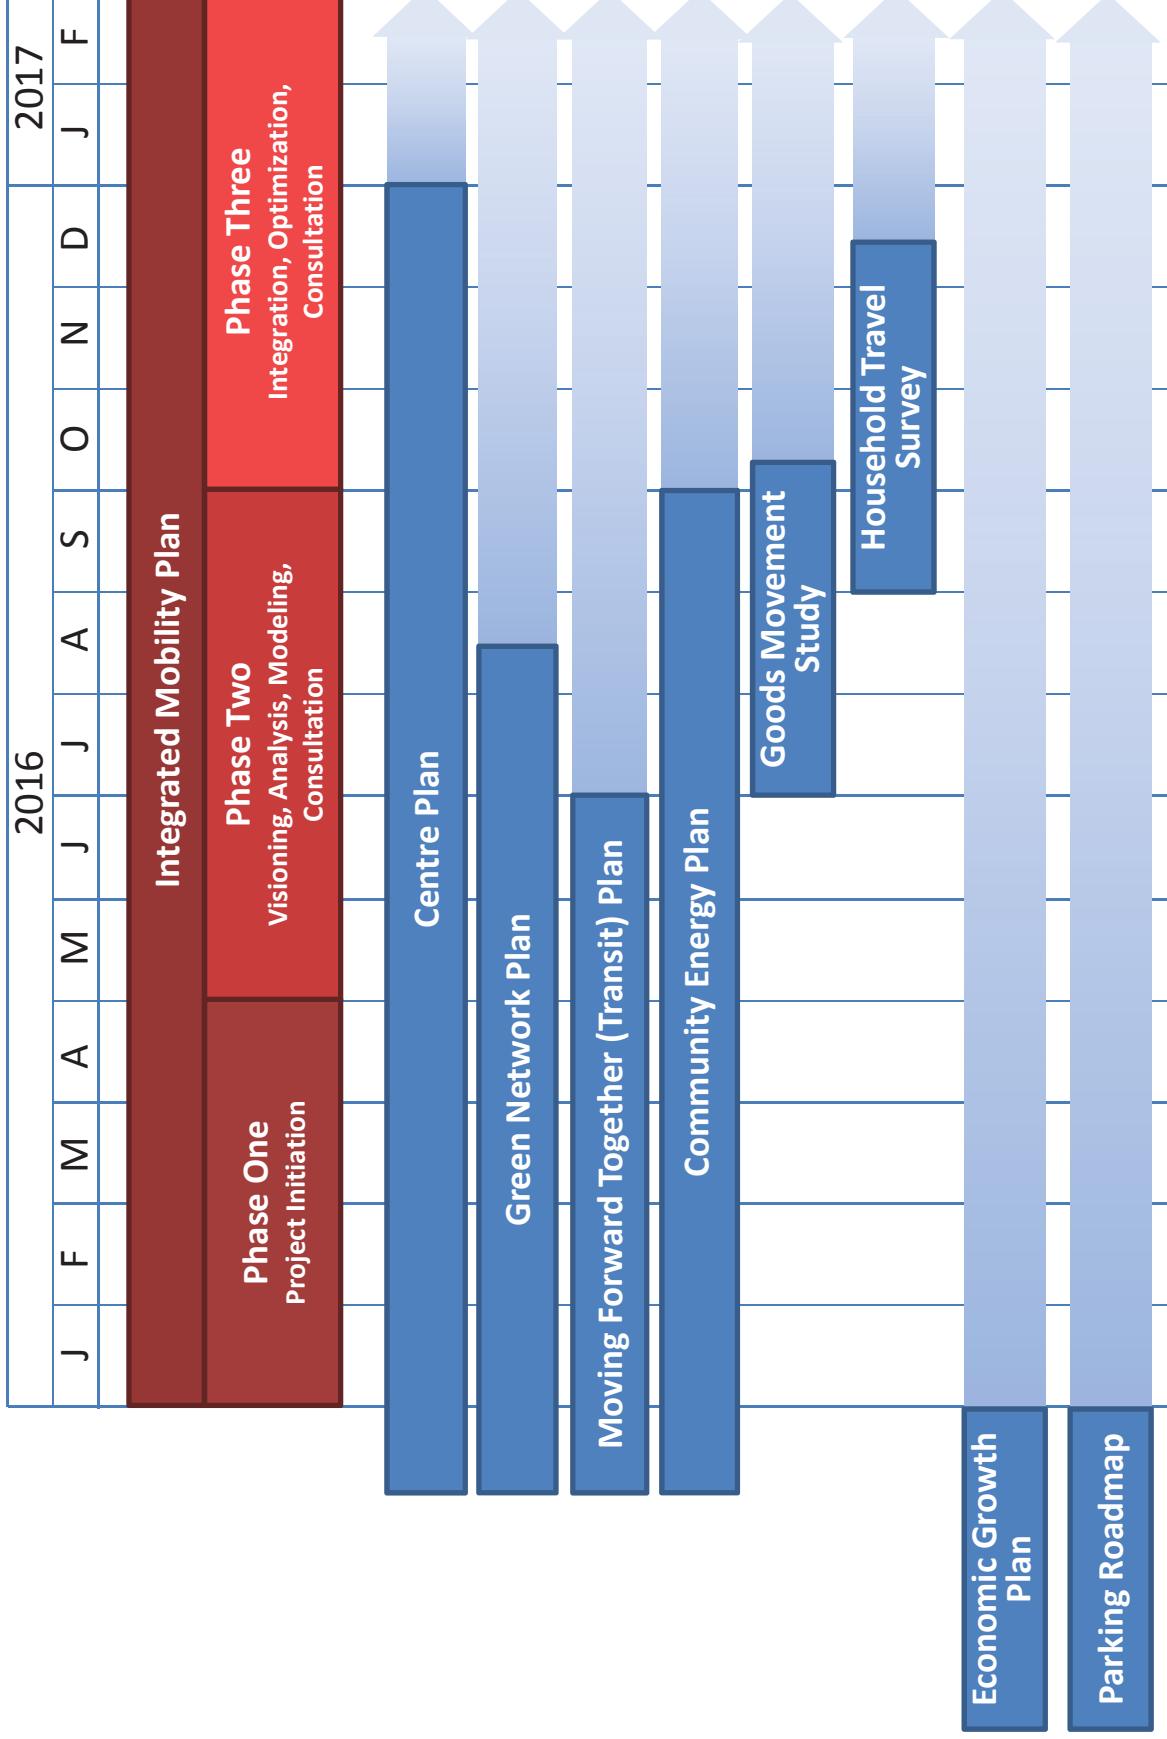 2016
2017
J F M A M J J A S O N D J F
Integrated Mobility Plan
Phase One
Project Initiation
Phase Two
Visioning, Analysis, Modeling,
Consultation
Phase Three
Integration, Optimization,
Consultation
Centre Plan
Green Network Plan
Moving Forward Together (Transit) Plan
Community Energy Plan
Goods Movement
Study
Household Travel
Survey
Economic Growth
Plan
Parking Roadmap